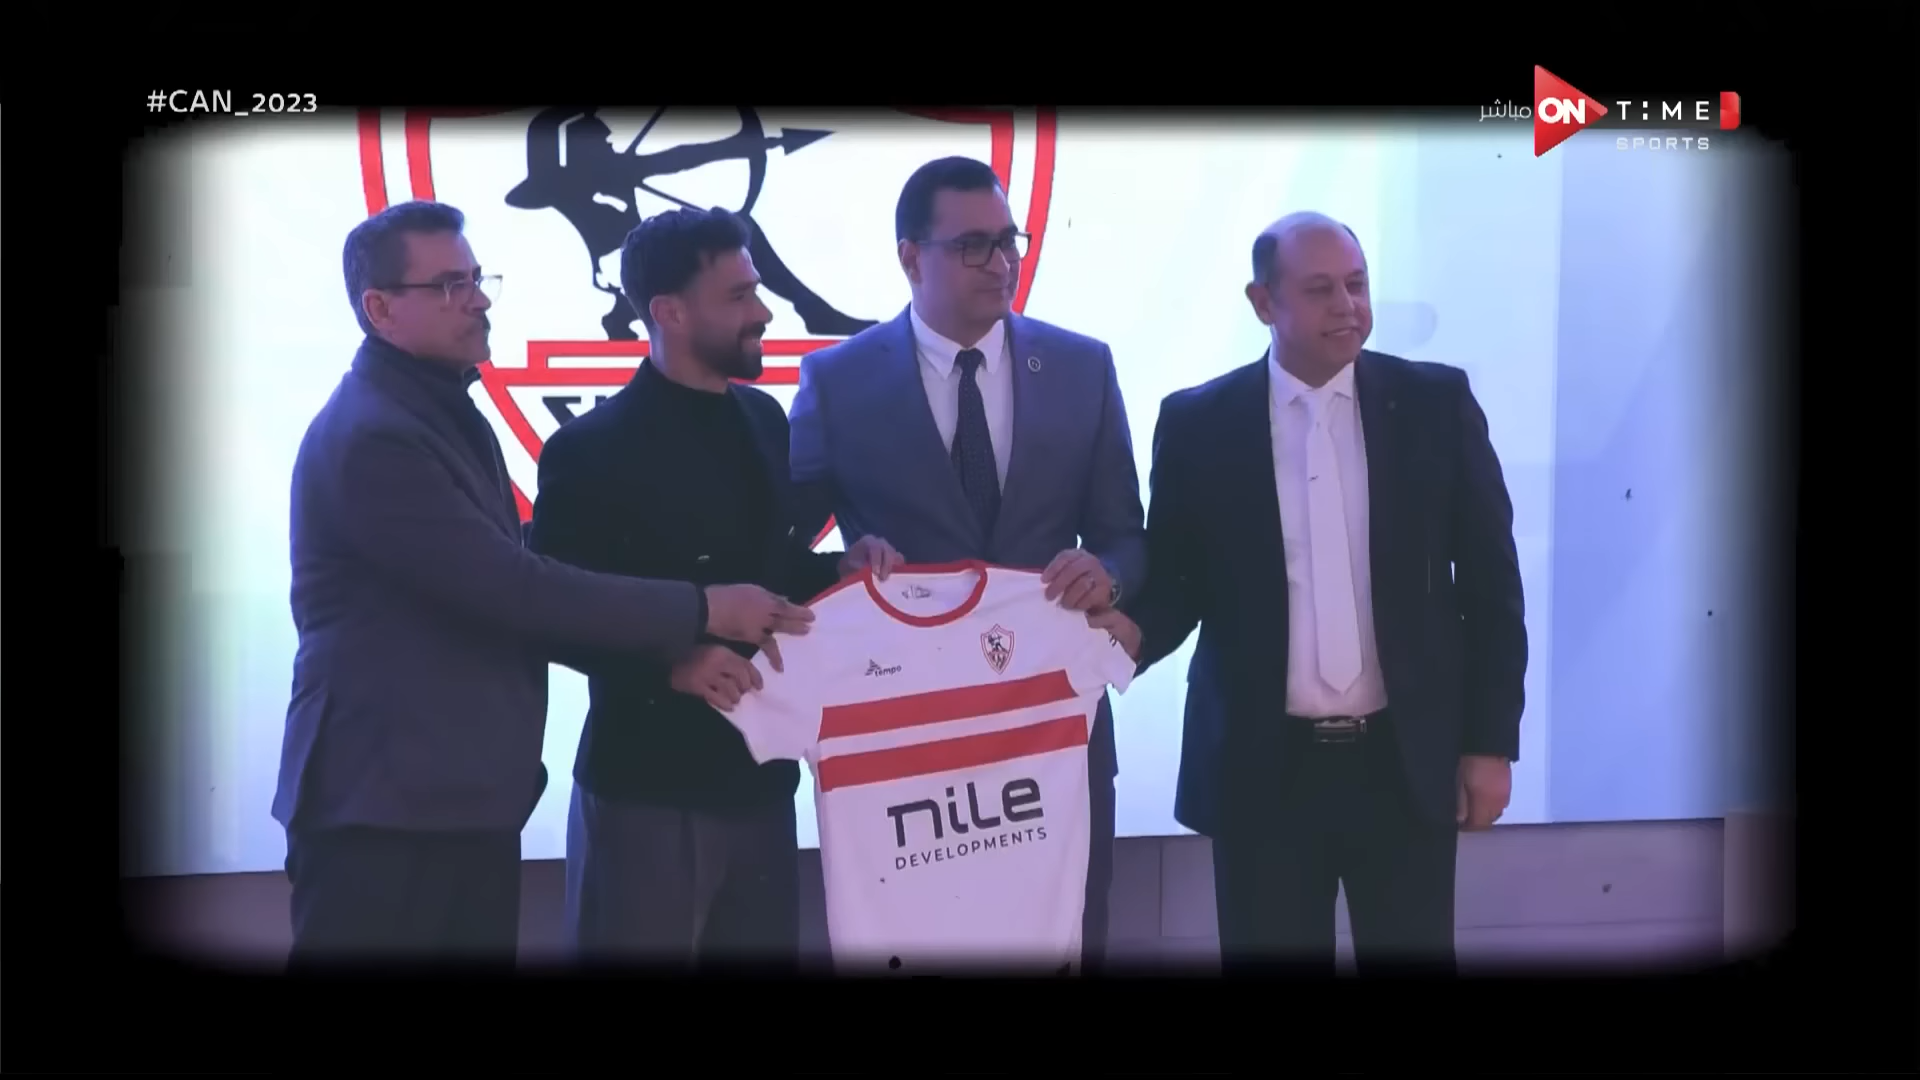 #CAN_2023
مباشر ON TIME
SPORTS
tempo
nile
DEVELOPMENTS